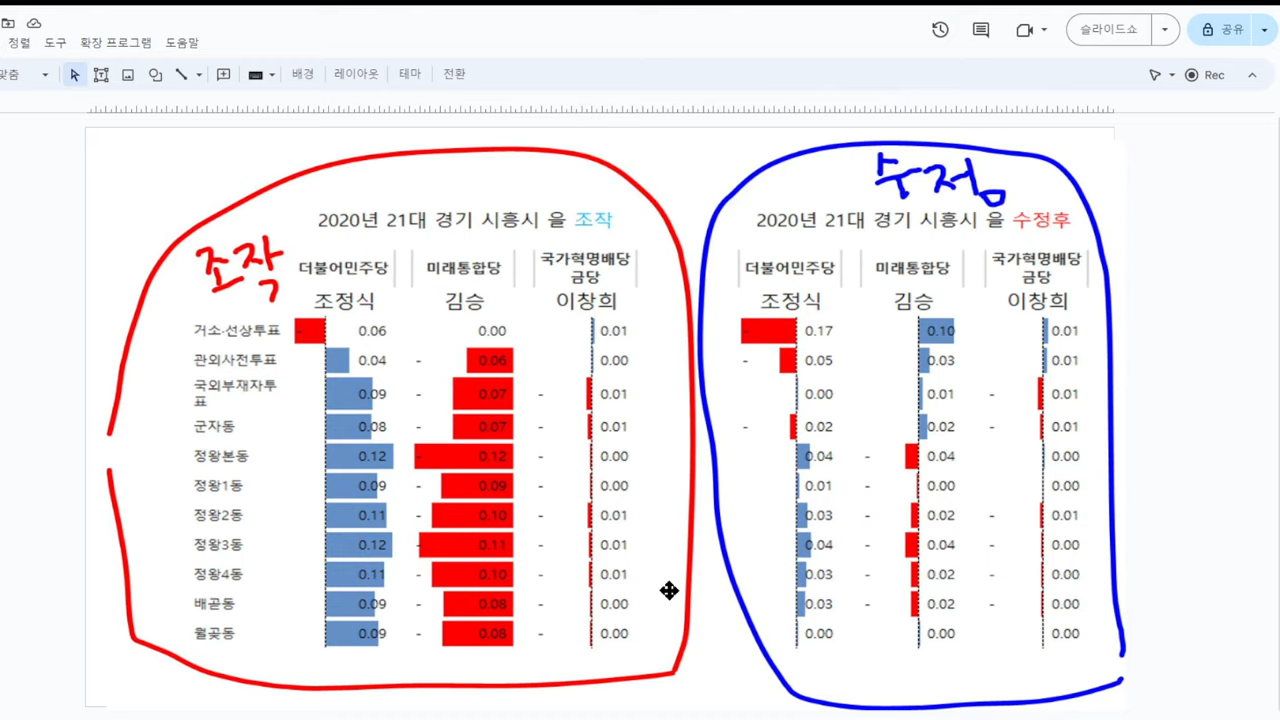 정렬 도구 확장 프로그램 도움말
슬라이드쇼 공유
맞춤 배경 레이아웃 테마 전환 Rec
수정
조작
2020년 21대 경기 시흥시 을 조작
더불어민주당 미래통합당 국가혁명배당
금당
조정식 김승 이창희
거소·선상투표 - 0.06 0.00 0.01
관외사전투표 0.04 - 0.06 0.00
국외부재자투
표 0.09 - 0.07 - 0.01
군자동 0.08 - 0.07 - 0.01
정왕본동 0.12 - 0.12 - 0.00
정왕1동 0.09 - 0.09 - 0.00
정왕2동 0.11 - 0.10 - 0.01
정왕3동 0.12 - 0.11 - 0.01
정왕4동 0.11 - 0.10 - 0.01
배곧동 0.09 - 0.08 - 0.00
월곶동 0.09 - 0.08 - 0.00
2020년 21대 경기 시흥시 을 수정후
더불어민주당 미래통합당 국가혁명배당
금당
조정식 김승 이창희
- 0.17 0.10 0.01
- 0.05 0.03 0.01
0.00 0.01 - 0.01
- 0.02 0.02 - 0.01
0.04 - 0.04 0.00
0.01 - 0.00 - 0.00
0.03 - 0.02 - 0.01
0.04 - 0.04 - 0.00
0.03 - 0.02 - 0.00
0.03 - 0.02 - 0.00
0.00 0.00 0.00